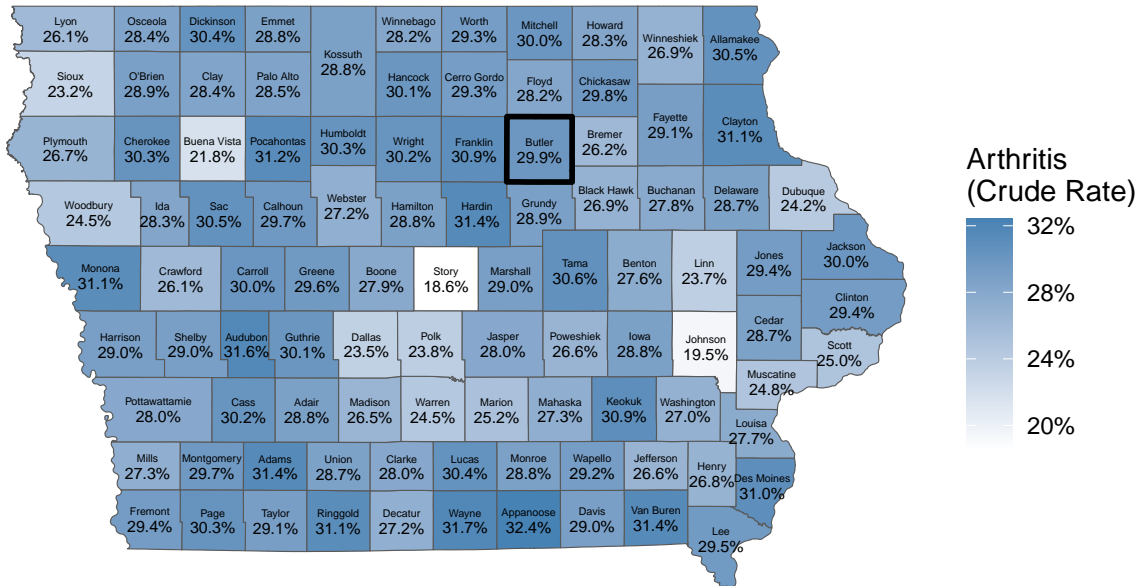 Lyon
26.1%
Osceola
28.4%
Dickinson
30.4%
Emmet
28.8%
Kossuth
28.8%
Winnebago
28.2%
Worth
29.3%
Mitchell
30.0%
Howard
28.3%
Winneshiek
26.9%
Allamakee
30.5%
Sioux
23.2%
O'Brien
28.9%
Clay
28.4%
Palo Alto
28.5%
Hancock
30.1%
Cerro Gordo
29.3%
Floyd
28.2%
Chickasaw
29.8%
Plymouth
26.7%
Cherokee
30.3%
Buena Vista
21.8%
Pocahontas
31.2%
Humboldt
30.3%
Wright
30.2%
Franklin
30.9%
Butler
29.9%
Bremer
26.2%
Fayette
29.1%
Clayton
31.1%
Woodbury
24.5%
Ida
28.3%
Sac
30.5%
Calhoun
29.7%
Webster
27.2%
Hamilton
28.8%
Hardin
31.4%
Grundy
28.9%
Black Hawk
26.9%
Buchanan
27.8%
Delaware
28.7%
Dubuque
24.2%
Monona
31.1%
Crawford
26.1%
Carroll
30.0%
Greene
29.6%
Boone
27.9%
Story
18.6%
Marshall
29.0%
Tama
30.6%
Benton
27.6%
Linn
23.7%
Jones
29.4%
Jackson
30.0%
Clinton
29.4%
Harrison
29.0%
Shelby
29.0%
Audubon
31.6%
Guthrie
30.1%
Dallas
23.5%
Polk
23.8%
Jasper
28.0%
Poweshiek
26.6%
Iowa
28.8%
Johnson
19.5%
Cedar
28.7%
Scott
25.0%
Muscatine
24.8%
Pottawattamie
28.0%
Cass
30.2%
Adair
28.8%
Madison
26.5%
Warren
24.5%
Marion
25.2%
Mahaska
27.3%
Keokuk
30.9%
Washington
27.0%
Louisa
27.7%
Mills
27.3%
Montgomery
29.7%
Adams
31.4%
Union
28.7%
Clarke
28.0%
Lucas
30.4%
Monroe
28.8%
Wapello
29.2%
Jefferson
26.6%
Henry
26.8%
Des Moines
31.0%
Fremont
29.4%
Page
30.3%
Taylor
29.1%
Ringgold
31.1%
Decatur
27.2%
Wayne
31.7%
Appanoose
32.4%
Davis
29.0%
Van Buren
31.4%
Lee
29.5%
Arthritis
(Crude Rate)
32%
28%
24%
20%